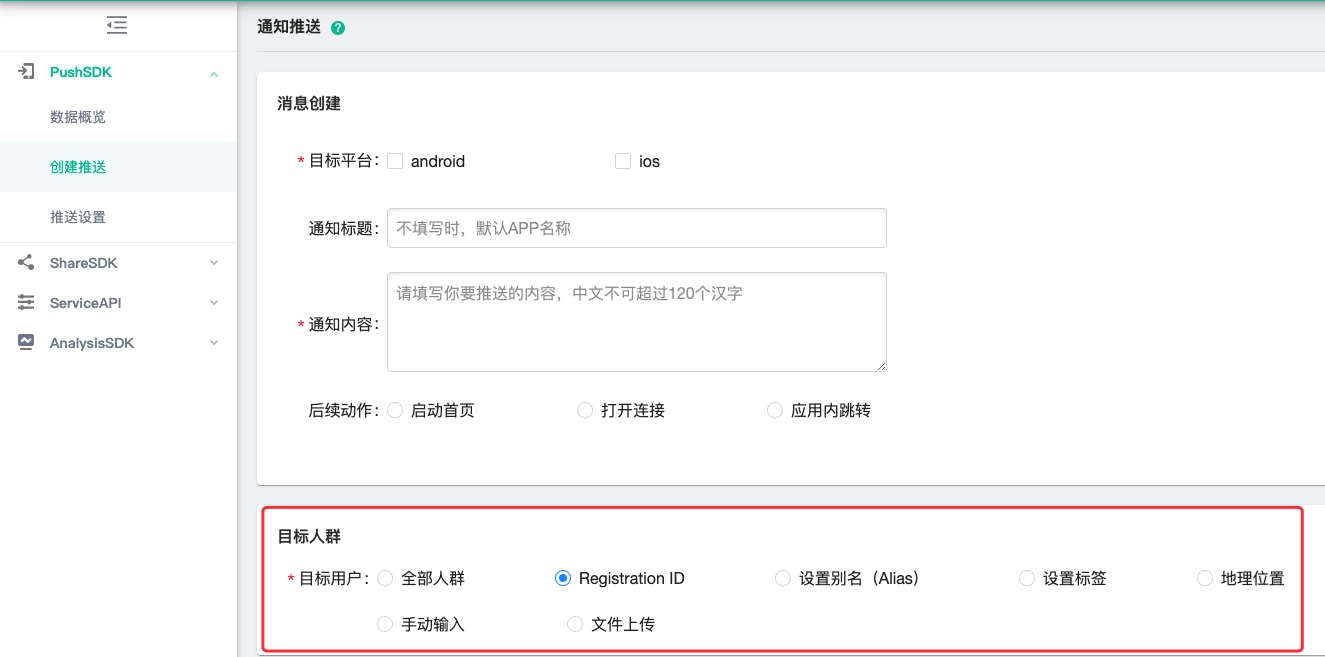 通知推送 ?
PushSDK
数据概览
创建推送
推送设置
ShareSDK
ServiceAPI
AnalysisSDK
消息创建
* 目标平台： android ios
通知标题： 不填写时，默认APP名称
* 通知内容： 请填写你要推送的内容，中文不可超过120个汉字
后续动作： 启动首页 打开连接 应用内跳转
目标人群
* 目标用户： 全部人群 Registration ID 设置别名（Alias） 设置标签 地理位置
手动输入 文件上传